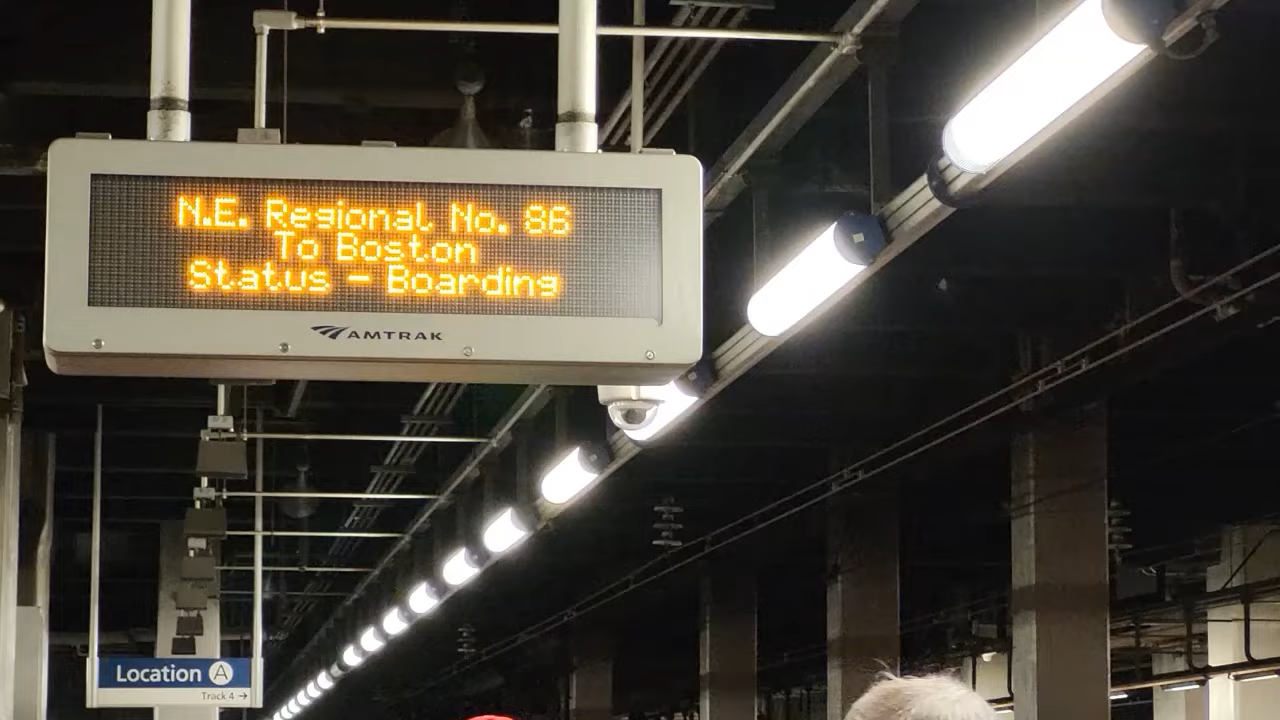 N.E. Regional No. 86
To Boston
Status - Boarding
AMTRAK
Location A
Track 4 →